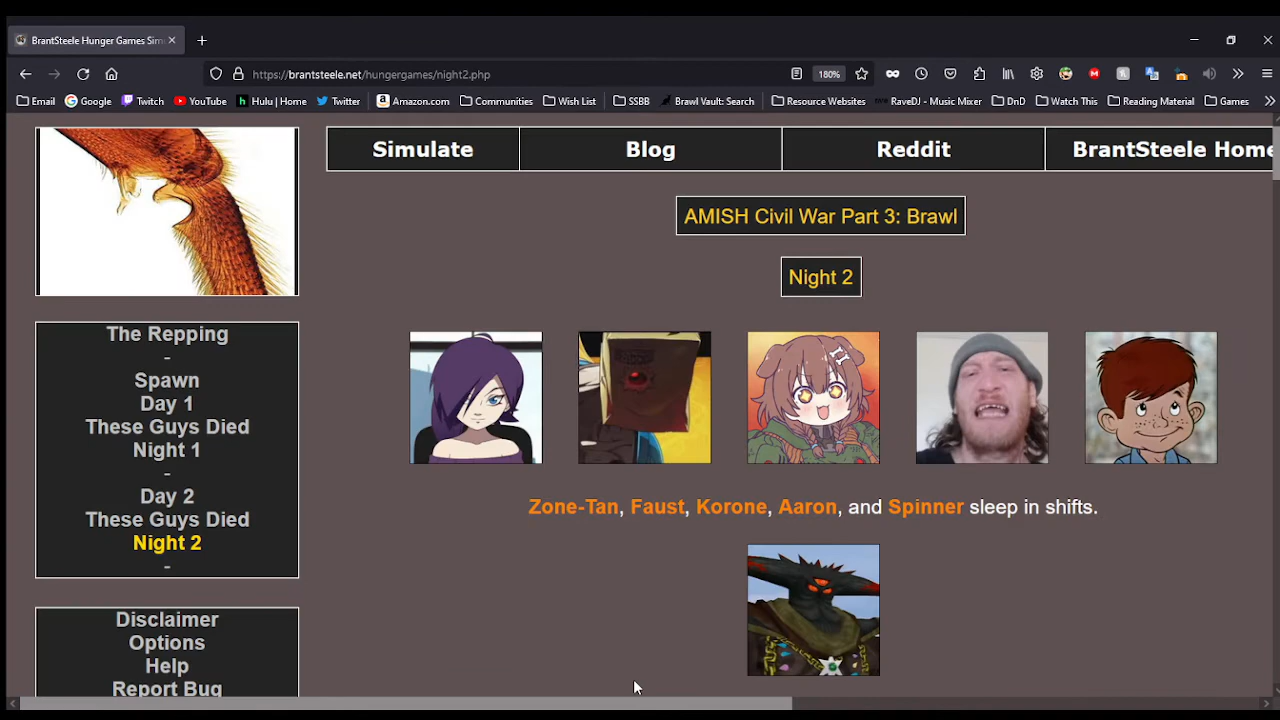 BrantSteele Hunger Games Sim
https://brantsteele.net/hungergames/night2.php
180%
Email Google Twitch YouTube Hulu | Home Twitter Amazon.com Communities Wish List SSBB Brawl Vault: Search Resource Websites RaveDJ - Music Mixer DnD Watch This Reading Material Games
Simulate Blog Reddit BrantSteele Home
AMISH Civil War Part 3: Brawl
Night 2
The Repping
-
Spawn
Day 1
These Guys Died
Night 1
-
Day 2
These Guys Died
Night 2
-
Zone-Tan, Faust, Korone, Aaron, and Spinner sleep in shifts.
Disclaimer
Options
Help
Report Bug